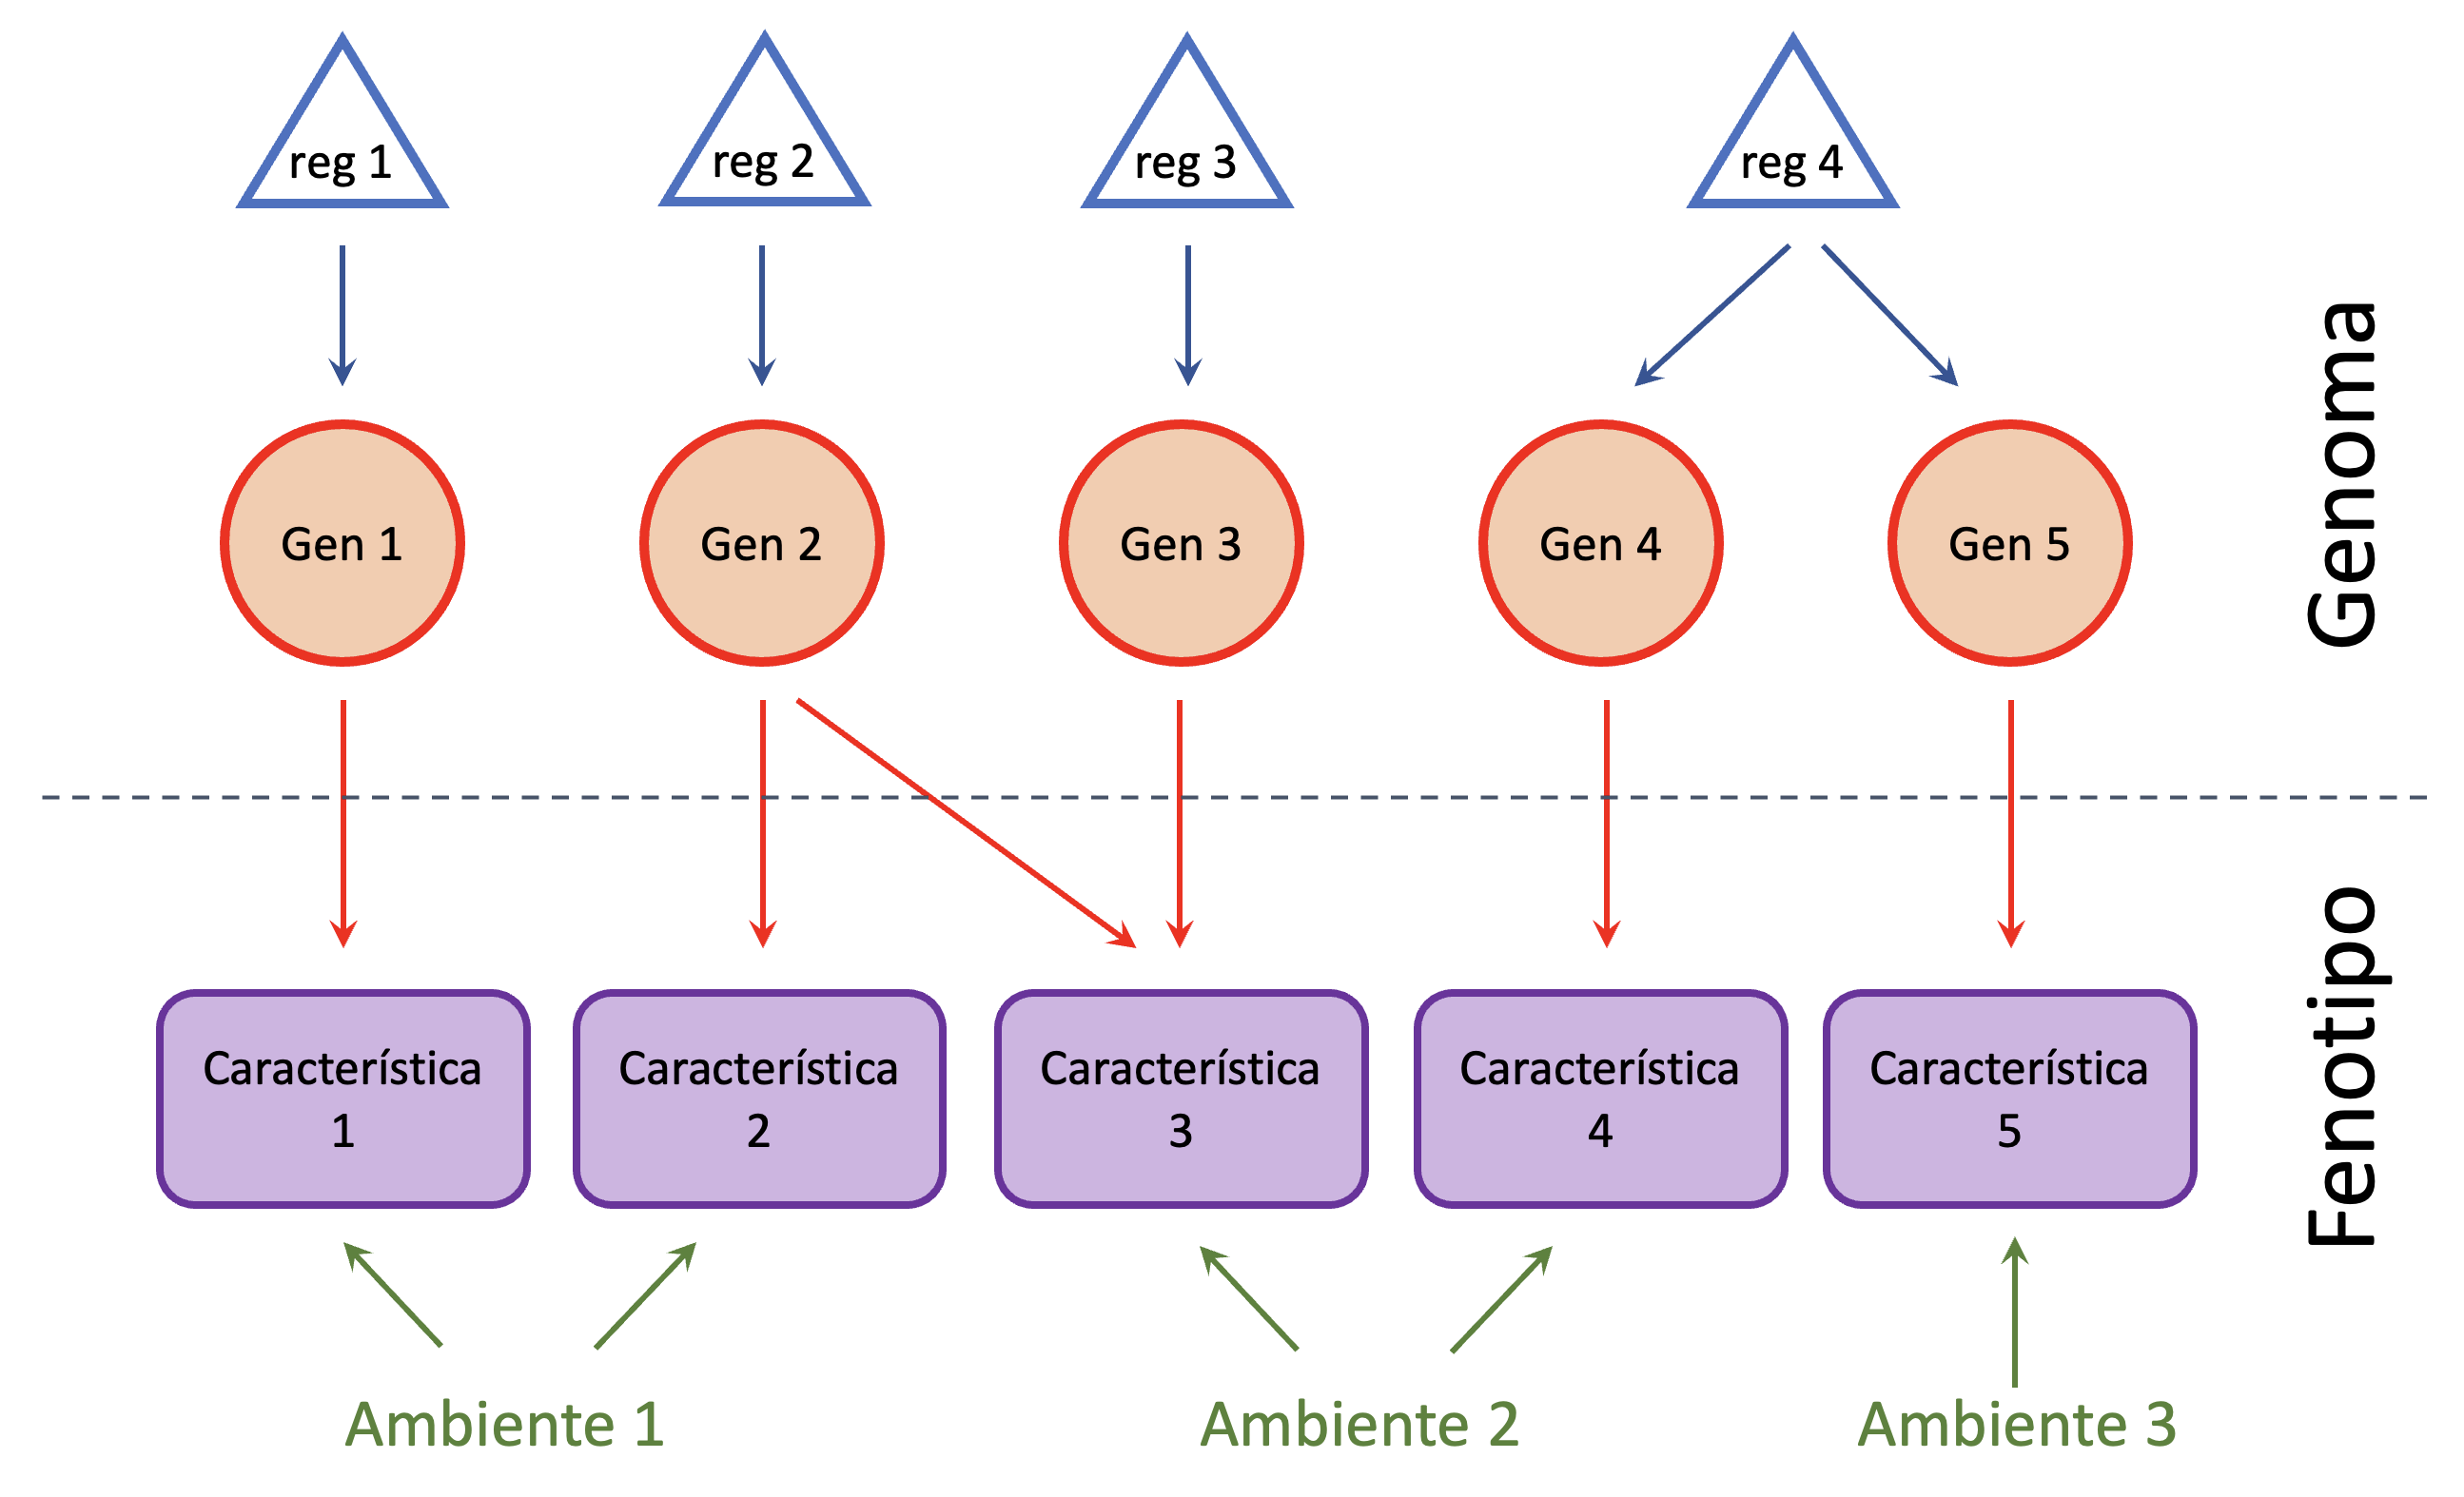 reg 1
reg 2
reg 3
reg 4
Gen 1
Gen 2
Gen 3
Gen 4
Gen 5
Genoma
Característica
1
Característica
2
Característica
3
Característica
4
Característica
5
Fenotipo
Ambiente 1
Ambiente 2
Ambiente 3